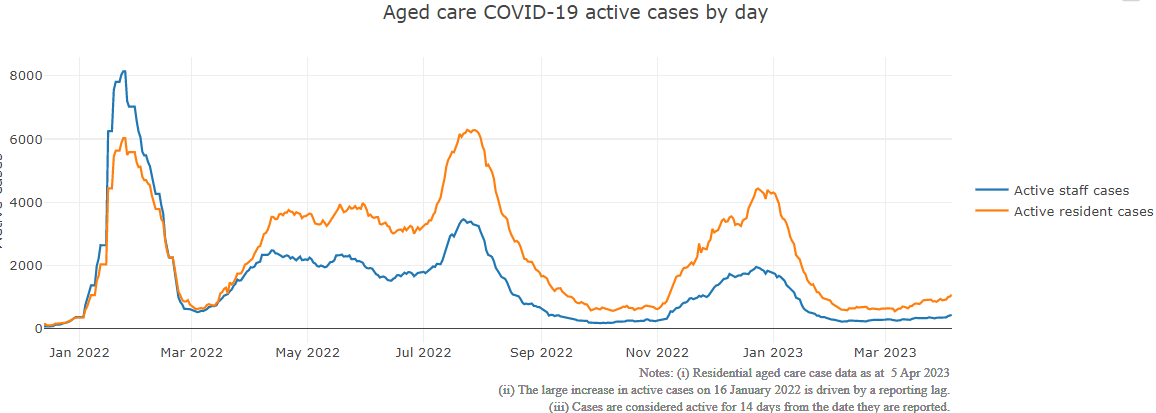 Aged care COVID-19 active cases by day
8000
6000
4000
2000
0
Jan 2022
Mar 2022
May 2022
Jul 2022
Sep 2022
Nov 2022
Jan 2023
Mar 2023
Active staff cases
Active resident cases
Notes: (i) Residential aged care case data as at 5 Apr 2023
(ii) The large increase in active cases on 16 January 2022 is driven by a reporting lag.
(iii) Cases are considered active for 14 days from the date they are reported.